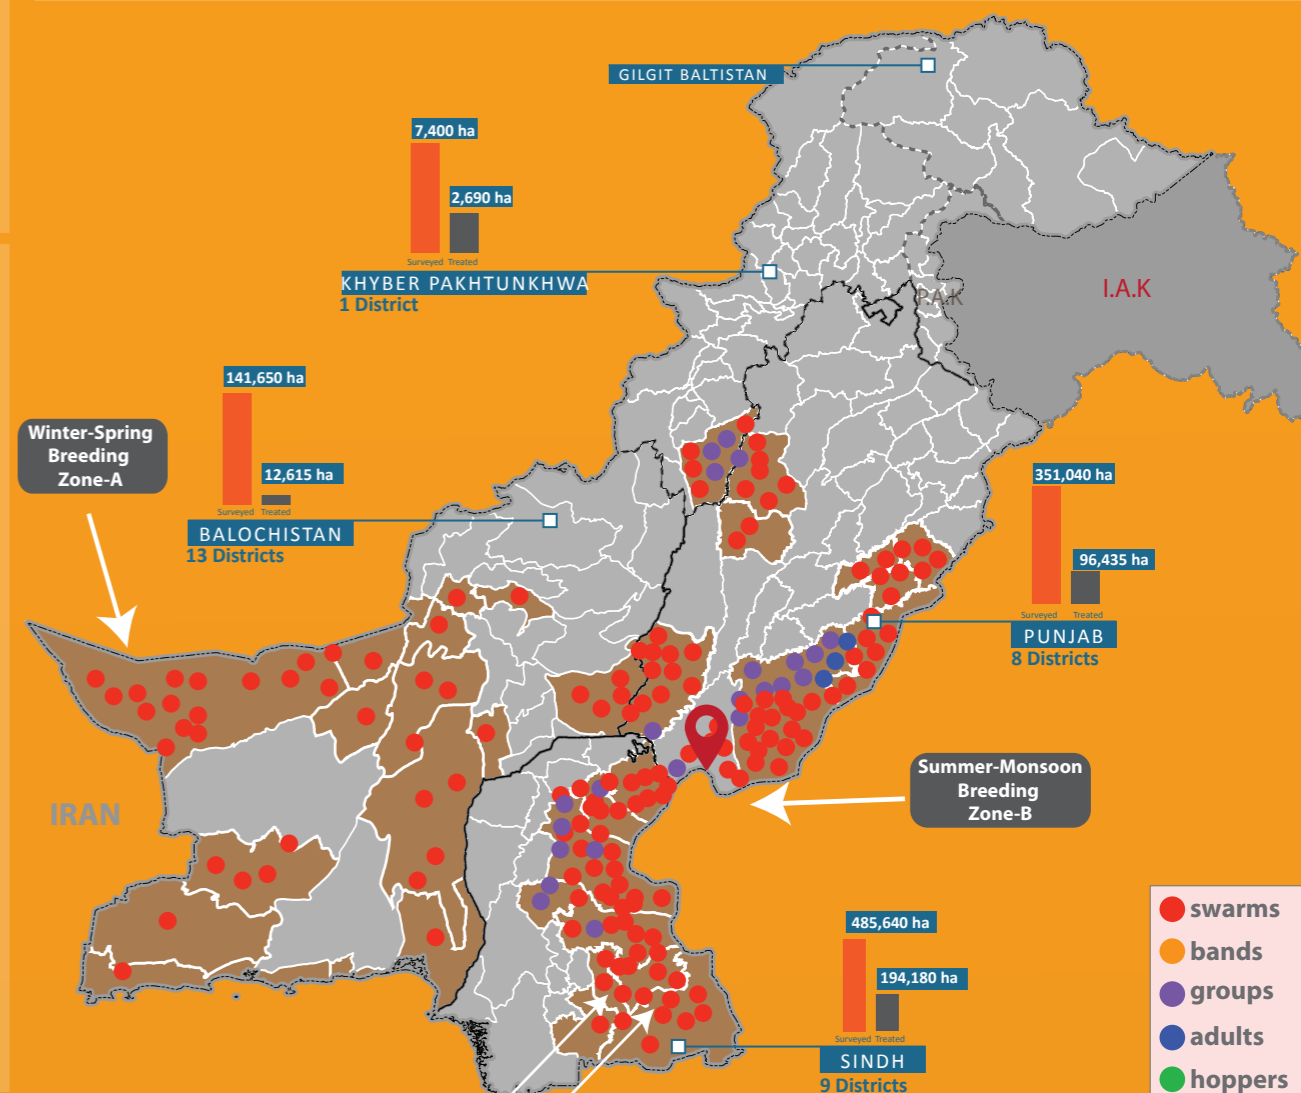 GILGIT BALTISTAN
7,400 ha
2,690 ha
Surveyed Treated
KHYBER PAKHTUNKHWA
1 District
P.A.K
I.A.K
141,650 ha
12,615 ha
Surveyed Treated
BALOCHISTAN
13 Districts
Winter-Spring
Breeding
Zone-A
351,040 ha
96,435 ha
Surveyed Treated
PUNJAB
8 Districts
IRAN
Summer-Monsoon
Breeding
Zone-B
485,640 ha
194,180 ha
Surveyed Treated
SINDH
9 Districts
swarms
bands
groups
adults
hoppers